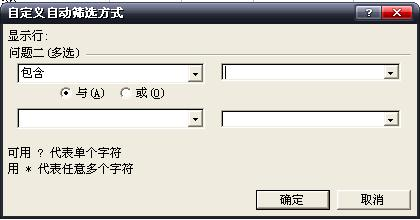 自定义自动筛选方式
显示行:
问题二(多选)
包含
与(A) 或(O)
可用 ? 代表单个字符
用 * 代表任意多个字符
确定 取消